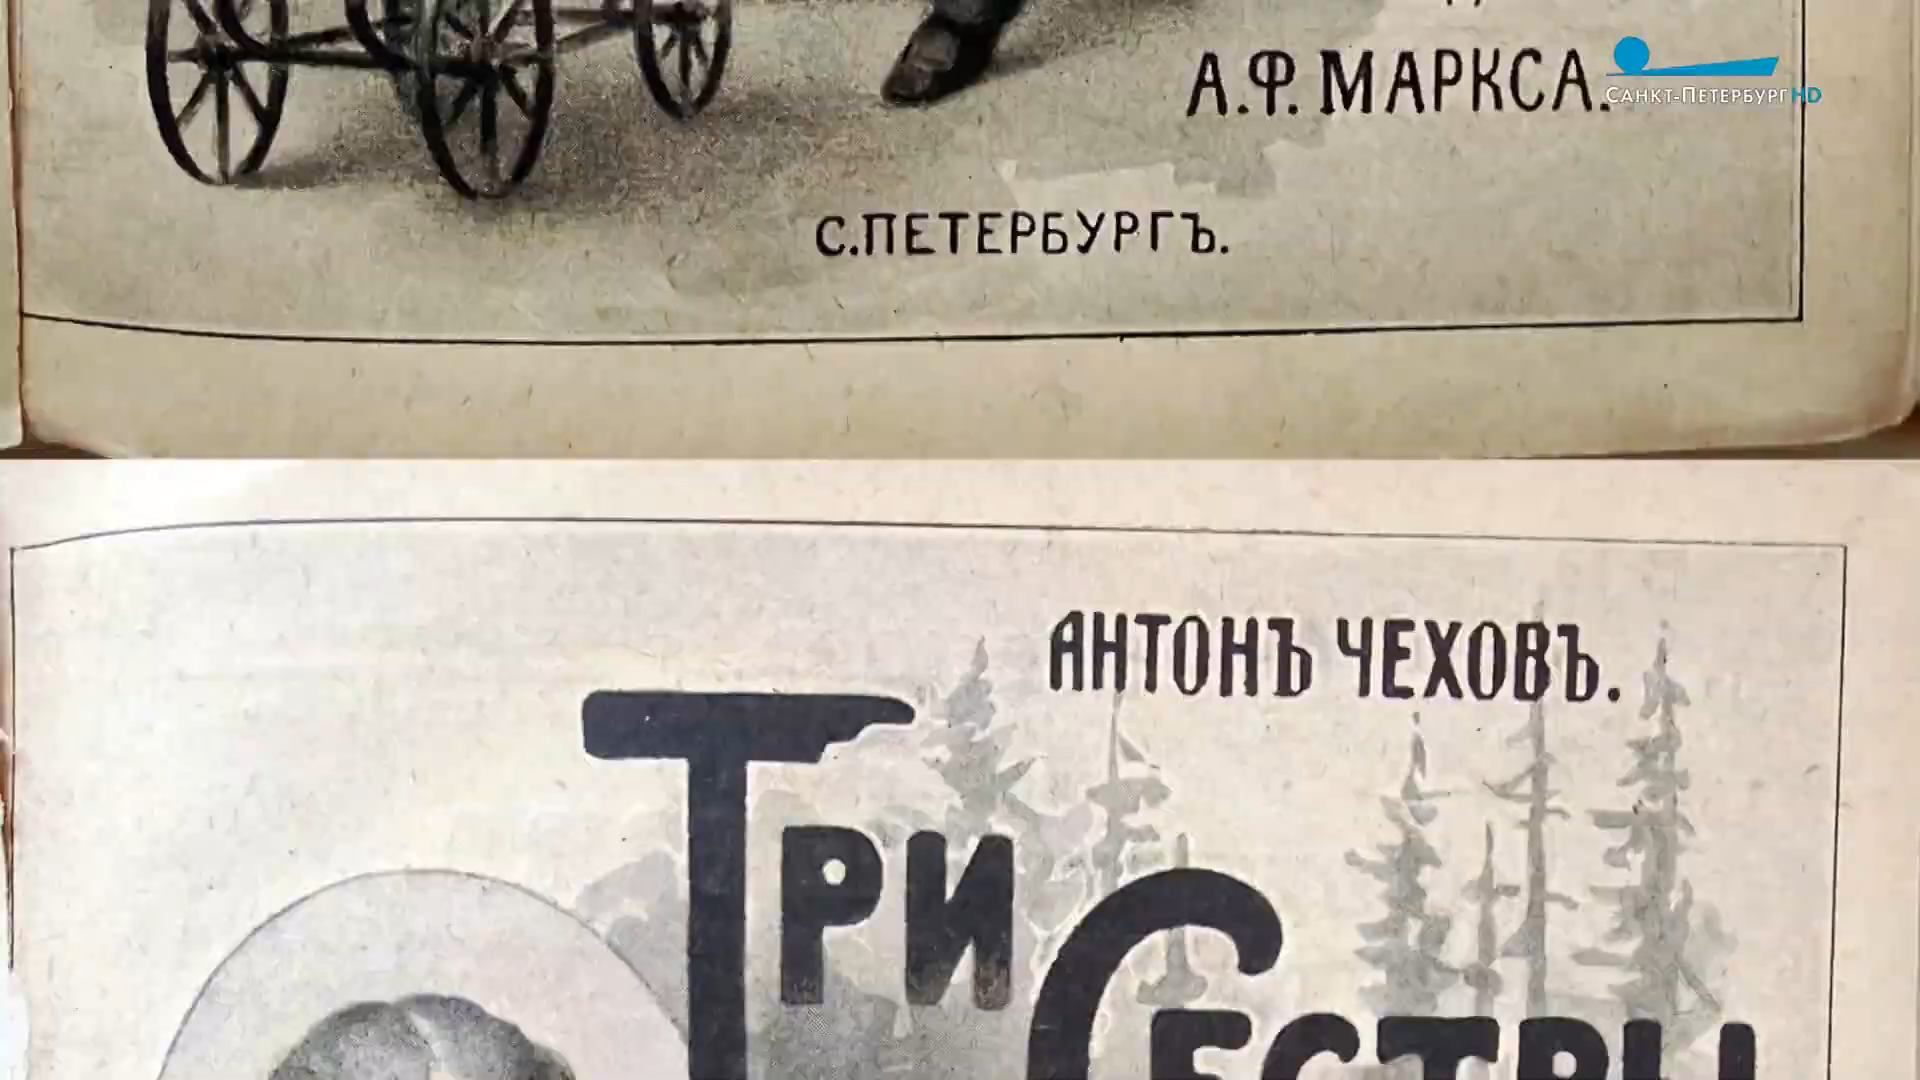 А.Ф. МАРКСА.
САНКТ-ПЕТЕРБУРГ HD
С.ПЕТЕРБУРГЪ.
АНТОНЪ ЧЕХОВЪ.
ТРИ
СЕСТРЫ